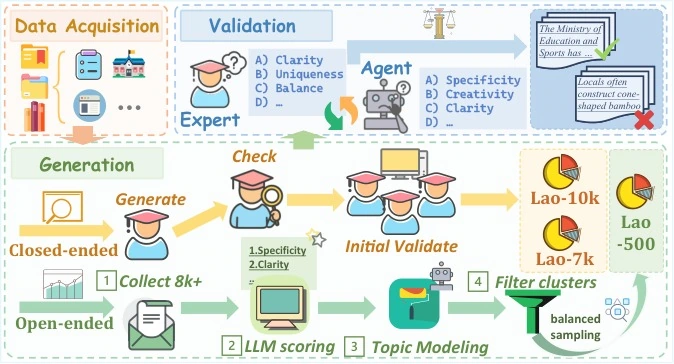 Data Acquisition
Validation
Expert
A) Clarity
B) Uniqueness
C) Balance
D) …
Agent
A) Specificity
B) Creativity
C) Clarity
D) …
The Ministry of
Education and
Sports has …
Locals often
construct cone-
shaped bamboo
Generation
Closed-ended
Generate
Check
Initial Validate
Lao-10k
Lao-7k
Lao
-500
Open-ended
1 Collect 8k+
1.Specificity
2.Clarity
..
2 LLM scoring
3 Topic Modeling
4 Filter clusters
balanced
sampling